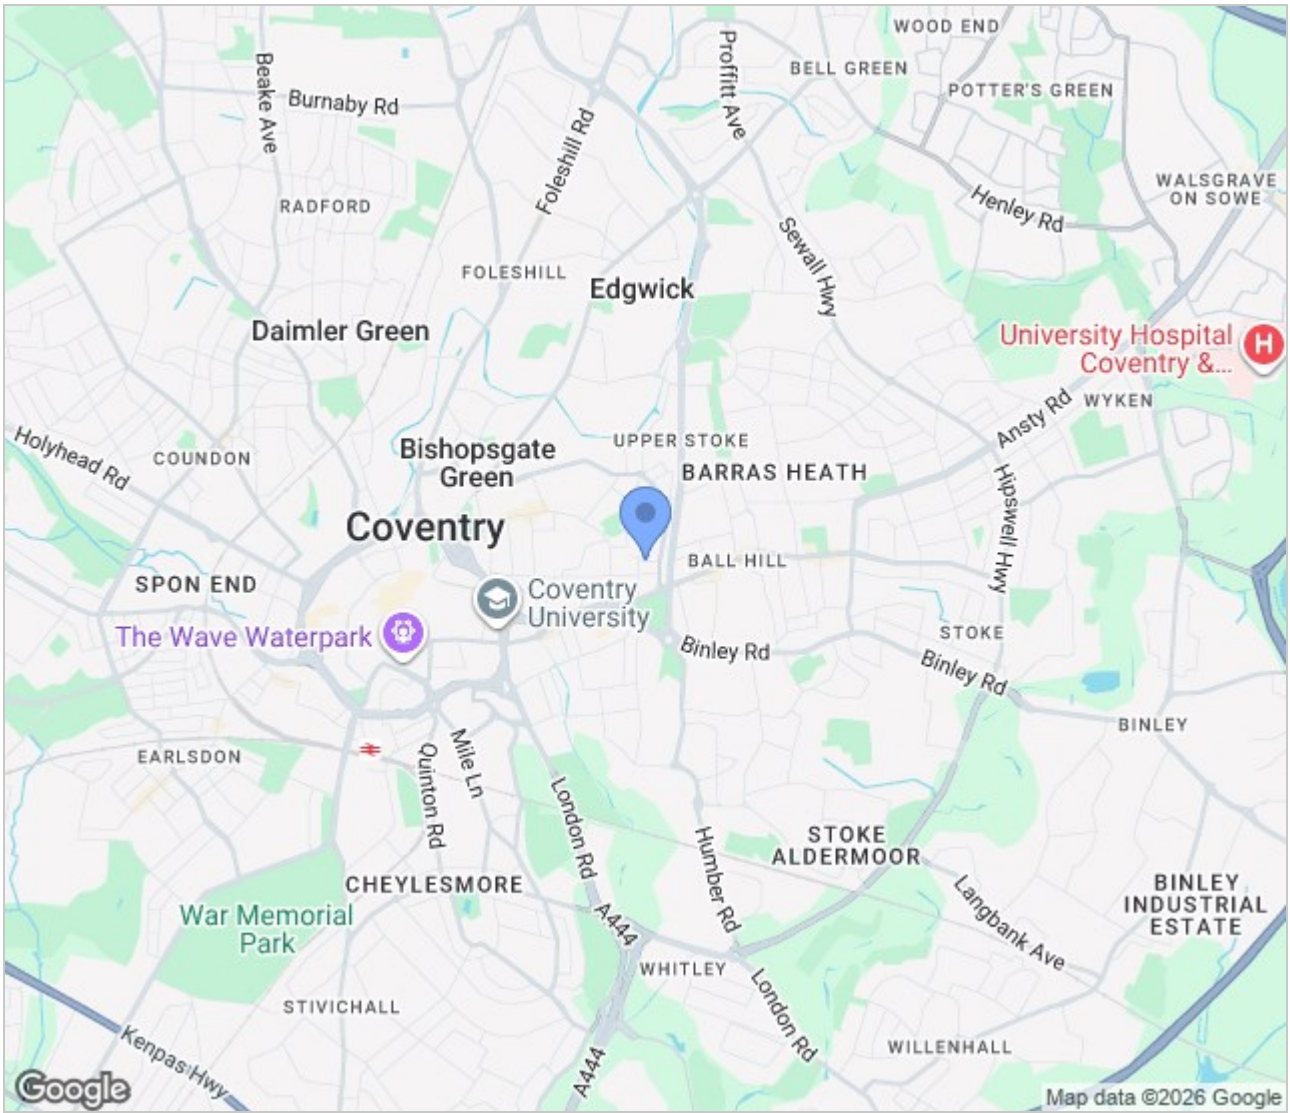 WOOD END
Proffitt Ave
BELL GREEN
Beake Ave
POTTER'S GREEN
Burnaby Rd
Foleshill Rd
WALSGRAVE
ON SOWE
RADFORD
Henley Rd
Sewall Hwy
FOLESHILL
Edgwick
Daimler Green
University Hospital
Coventry &...
H
WYKEN
Ansty Rd
Holyhead Rd
COUNDON
Bishopsgate
Green
UPPER STOKE
BARRAS HEATH
Hipswell Hwy
Coventry
BALL HILL
SPON END
Coventry
University
The Wave Waterpark
STOKE
Binley Rd
Binley Rd
BINLEY
EARLSDON
Quinton Rd
Mile Ln
London Rd
Humber Rd
STOKE
ALDERMOOR
CHEYLESMORE
Langbank Ave
BINLEY
INDUSTRIAL
ESTATE
War Memorial
Park
A444
WHITLEY
London Rd
STIVICHALL
Kenpas Hwy
WILLENHALL
A444
Google
Map data ©2026 Google